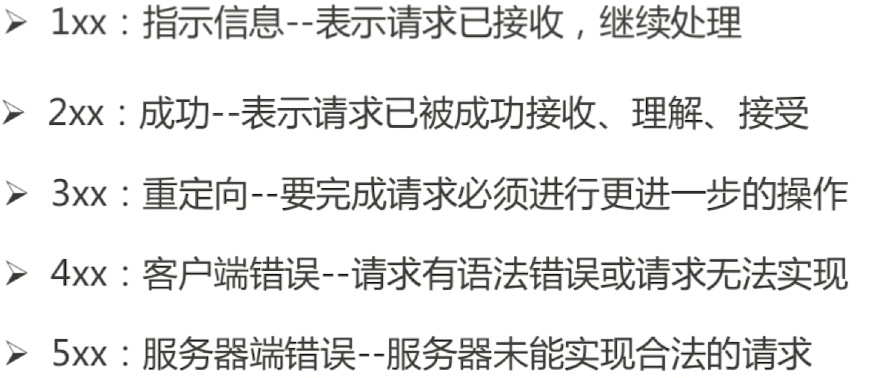 ➢ 1xx：指示信息--表示请求已接收，继续处理
➢ 2xx：成功--表示请求已被成功接收、理解、接受
➢ 3xx：重定向--要完成请求必须进行更进一步的操作
➢ 4xx：客户端错误--请求有语法错误或请求无法实现
➢ 5xx：服务器端错误--服务器未能实现合法的请求